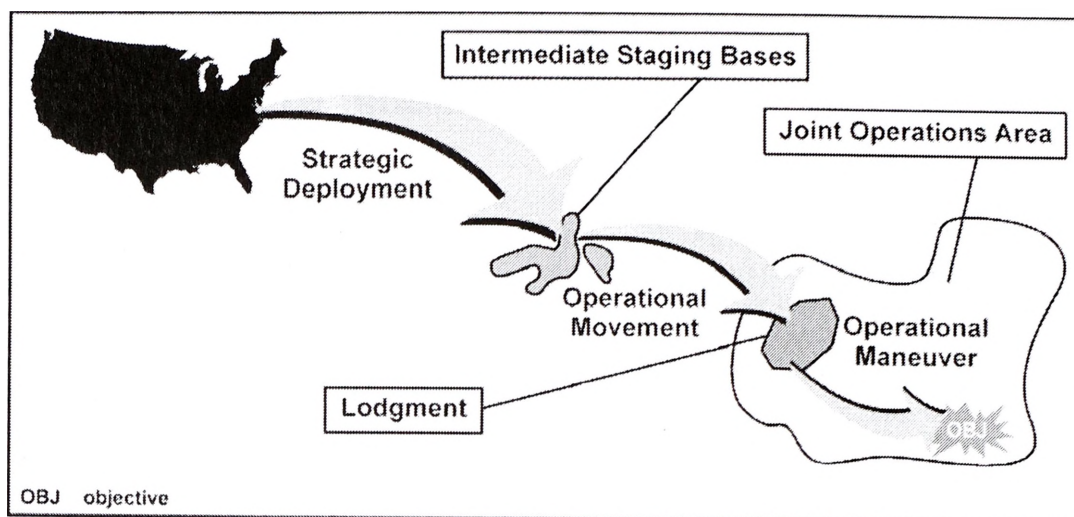 Intermediate Staging Bases
Joint Operations Area
Strategic
Deployment
Operational
Movement
Operational
Maneuver
Lodgment
OBJ
OBJ objective